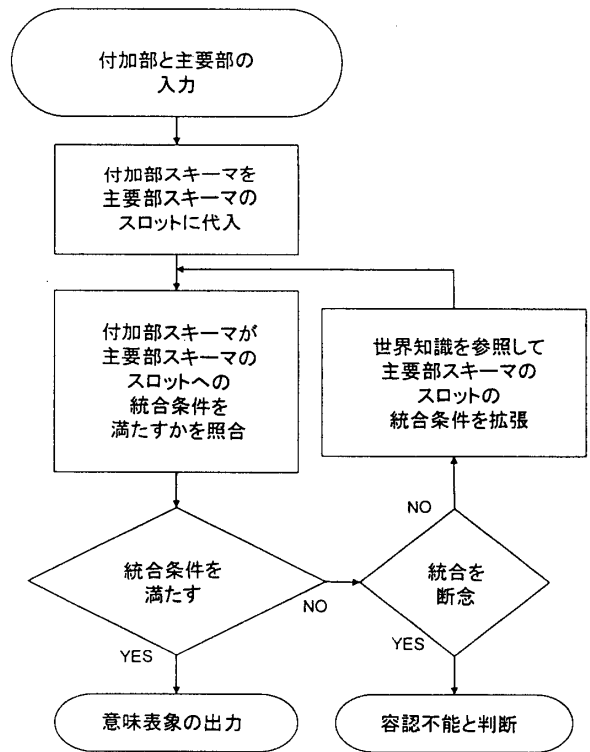 付加部と主要部の
入力
付加部スキーマを
主要部スキーマの
スロットに代入
付加部スキーマが
主要部スキーマの
スロットへの
統合条件を
満たすかを照合
世界知識を参照して
主要部スキーマの
スロットの
統合条件を拡張
NO
統合条件を
満たす
統合を
断念
NO
YES
YES
意味表象の出力
容認不能と判断